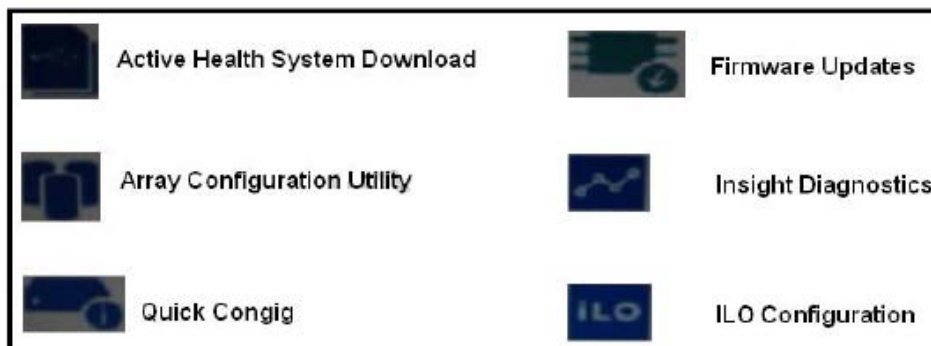 Active Health System Download
Firmware Updates
Array Configuration Utility
Insight Diagnostics
Quick Congig
iLO
ILO Configuration